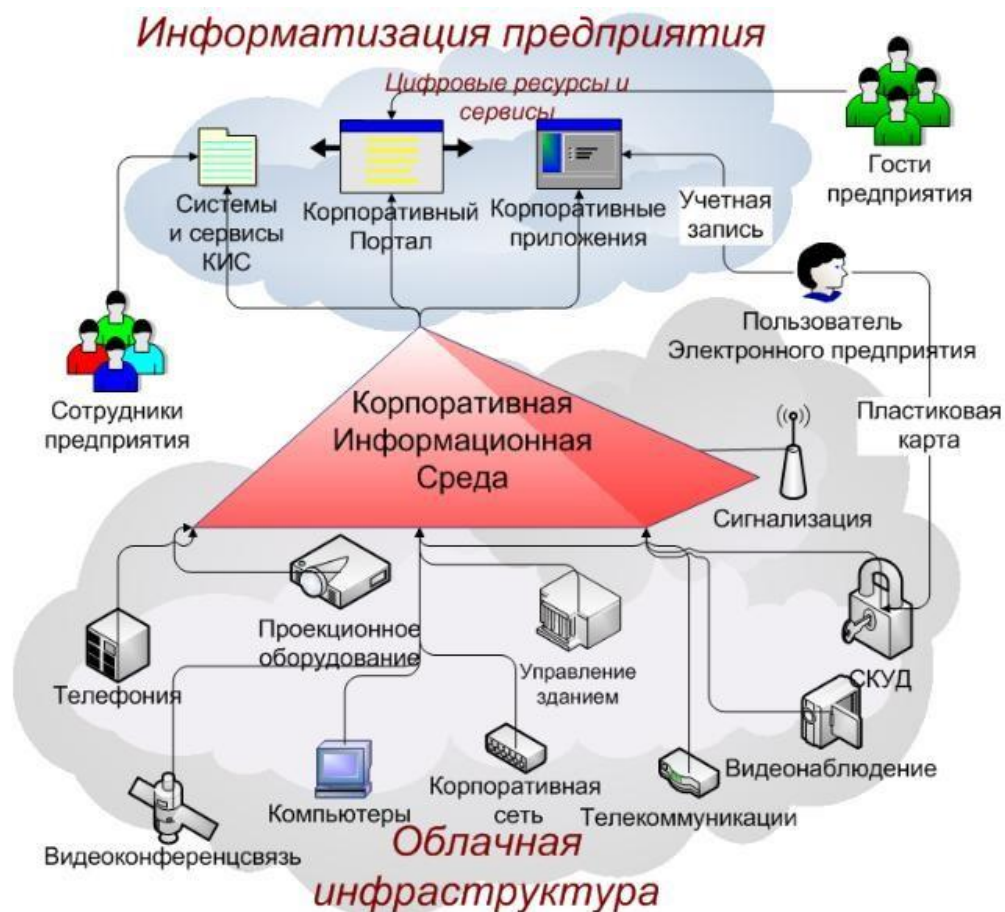 Информатизация предприятия
Цифровые ресурсы и
сервисы
Гости
предприятия
Системы
и сервисы
КИС
Корпоративный
Портал
Корпоративные
приложения
Учетная
запись
Пользователь
Электронного предприятия
Сотрудники
предприятия
Пластиковая
карта
Корпоративная
Информационная
Среда
Сигнализация
Проекционное
оборудование
Управление
зданием
Телефония
СКУД
Видеонаблюдение
Компьютеры
Корпоративная
сеть
Телекоммуникации
Видеоконференцсвязь
Облачная
инфраструктура